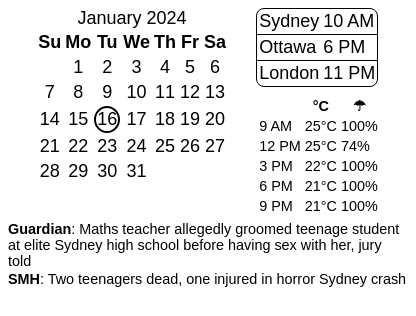 January 2024
Su Mo Tu We Th Fr Sa
1 2 3 4 5 6
7 8 9 10 11 12 13
14 15 16 17 18 19 20
21 22 23 24 25 26 27
28 29 30 31
Sydney 10 AM
Ottawa 6 PM
London 11 PM
°C ☂
9 AM 25°C 100%
12 PM 25°C 74%
3 PM 22°C 100%
6 PM 21°C 100%
9 PM 21°C 100%
Guardian: Maths teacher allegedly groomed teenage student
at elite Sydney high school before having sex with her, jury
told
SMH: Two teenagers dead, one injured in horror Sydney crash